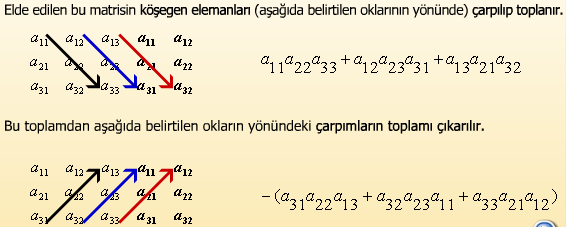 Elde edilen bu matrisin köşegen elemanları (aşağıda belirtilen oklarının yönünde) çarpılıp toplanır.
a11 a12 a13 a11 a12
a21 a22 a23 a21 a22
a31 a32 a33 a31 a32
a11a22a33 + a12a23a31 + a13a21a32
Bu toplamdan aşağıda belirtilen okların yönündeki çarpımların toplamı çıkarılır.
a11 a12 a13 a11 a12
a21 a22 a23 a21 a22
a31 a32 a33 a31 a32
- (a31a22a13 + a32a23a11 + a33a21a12)